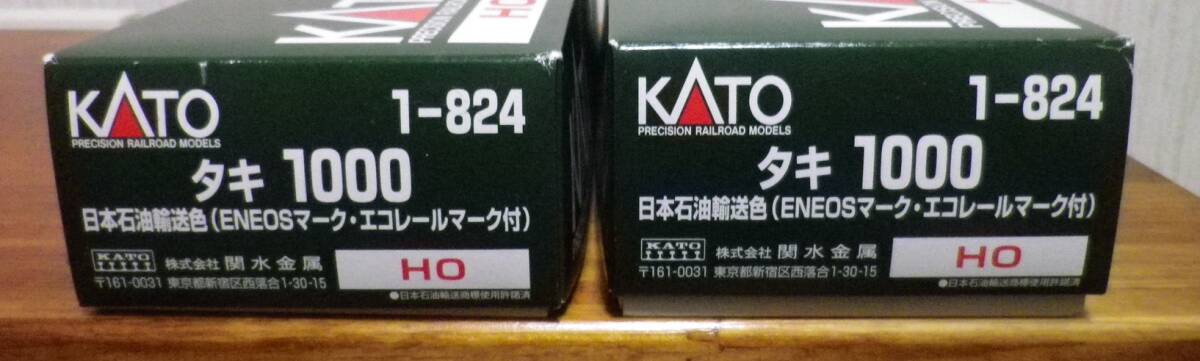 KATO
PRECISION RAILROAD MODELS
HO
KATO
PRECISION RAILROAD MODELS
1-824
タキ 1000
日本石油輸送色(ENEOSマーク・エコレールマーク付)
KATO
株式会社 関水金属
〒161-0031 東京都新宿区西落合1-30-15
HO
●日本石油輸送商標使用許諾済
HO
KATO
PRECISION RAILROAD MODELS
1-824
タキ 1000
日本石油輸送色(ENEOSマーク・エコレールマーク付)
KATO
株式会社 関水金属
〒161-0031 東京都新宿区西落合1-30-15
HO
●日本石油輸送商標使用許諾済